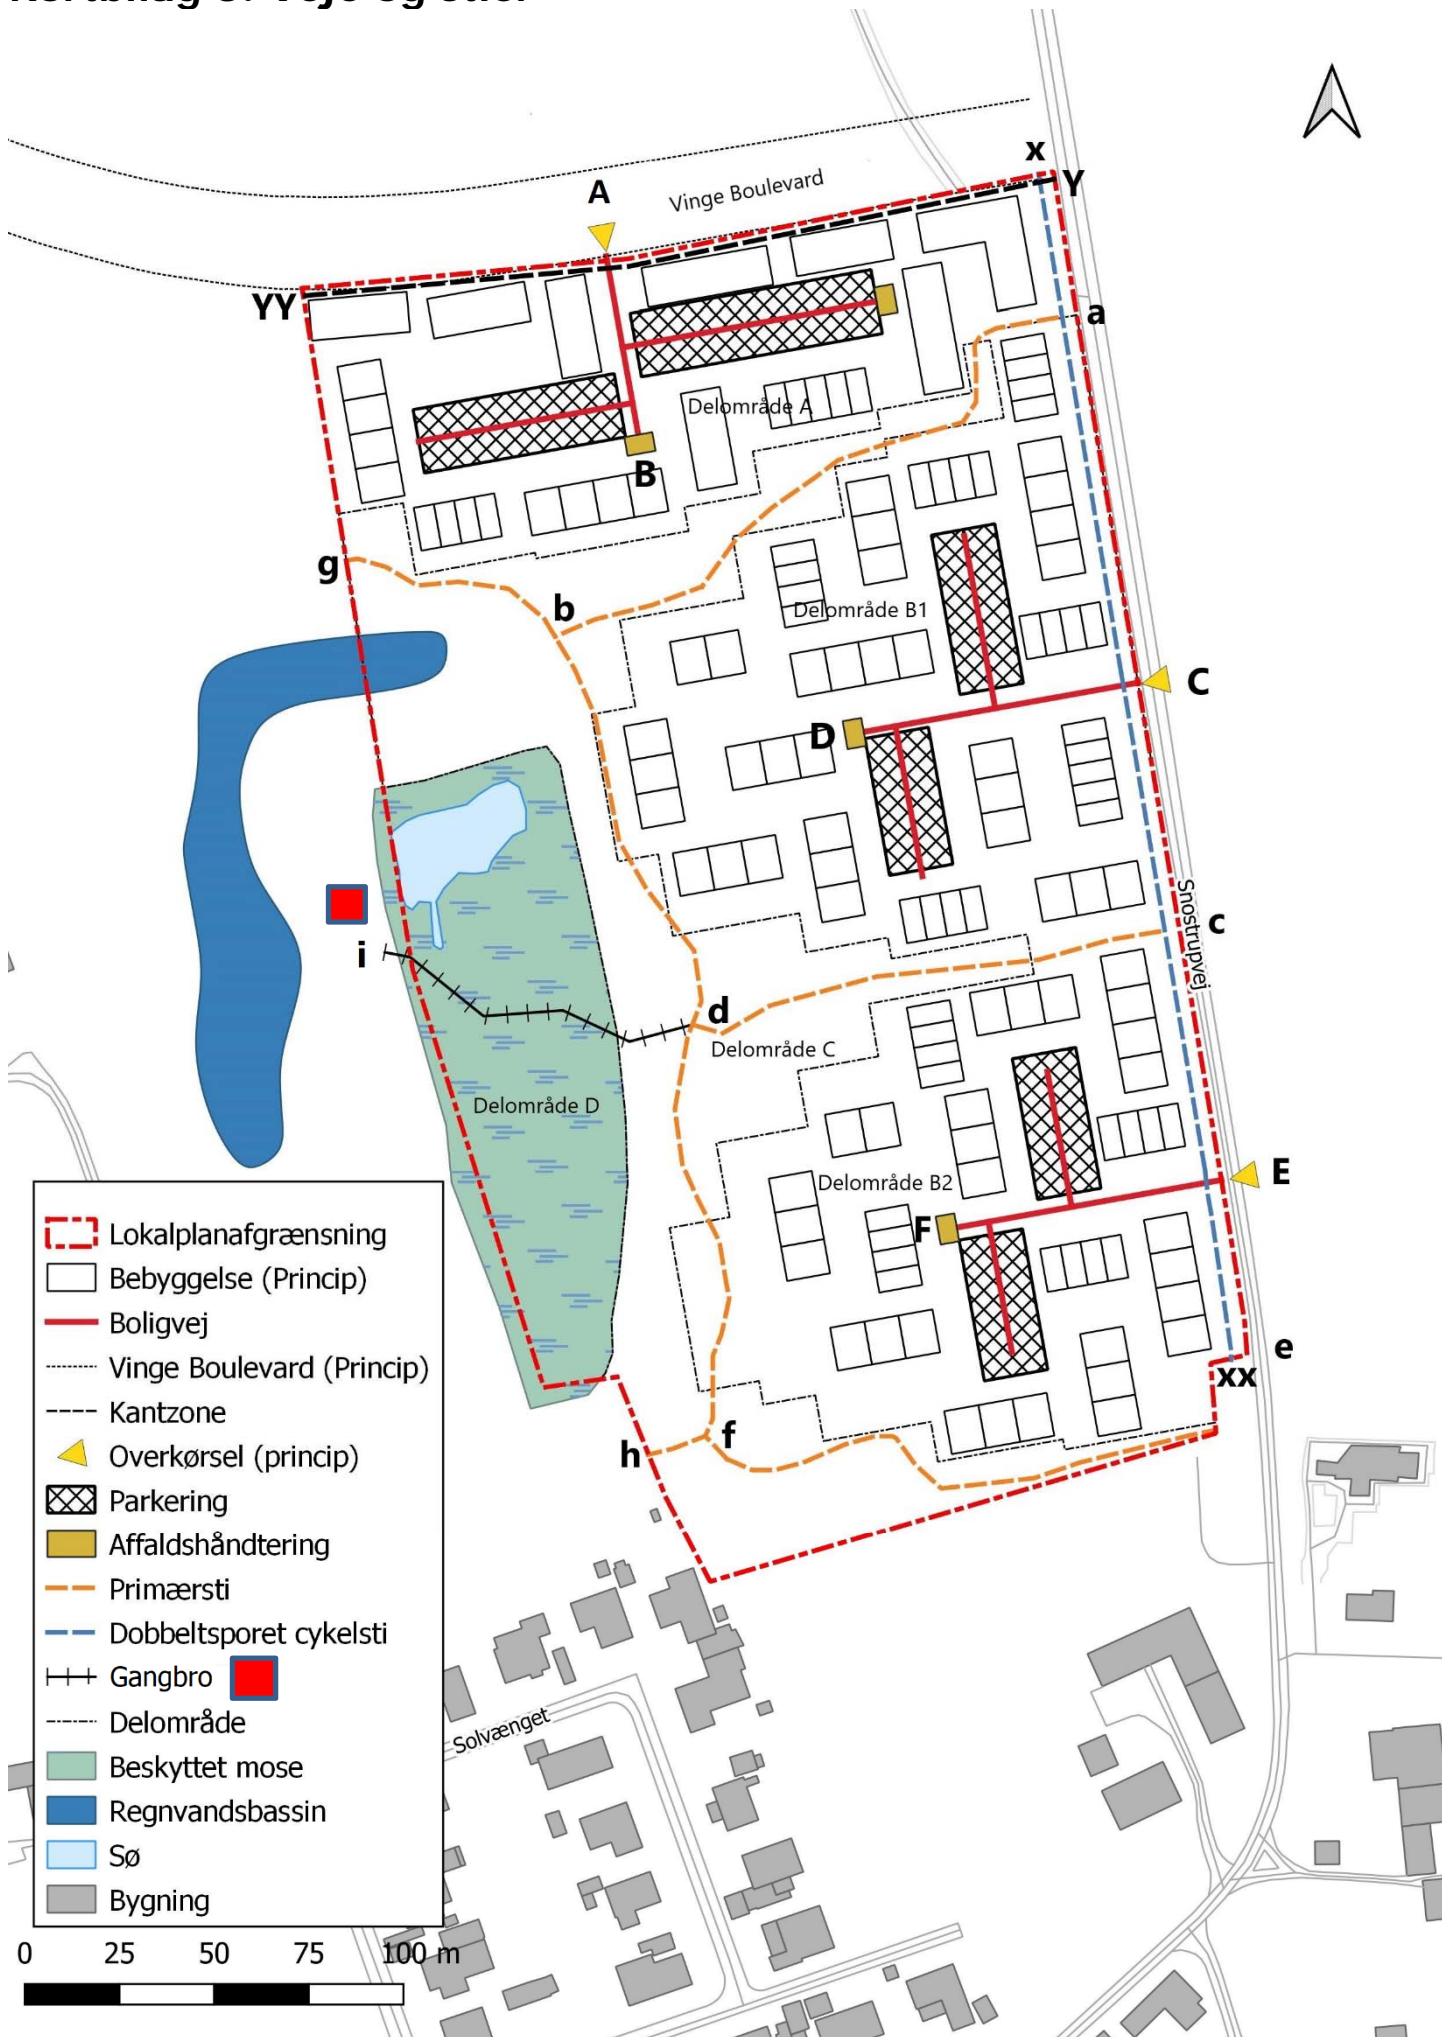 x
Y
A
Vinge Boulevard
YY
a
Delområde A
B
g
b
Delområde B1
C
D
Snostrupvej
c
i
d
Delområde C
Delområde D
E
Delområde B2
F
e
xx
f
h
Lokalplanafgrænsning
Bebyggelse (Princip)
Boligvej
Vinge Boulevard (Princip)
Kantzone
Overkørsel (princip)
Parkering
Affaldshåndtering
Primærsti
Dobbeltsporet cykelsti
Gangbro
Delområde
Beskyttet mose
Regnvandsbassin
Sø
Bygning
Solvænget
0 25 50 75 100 m